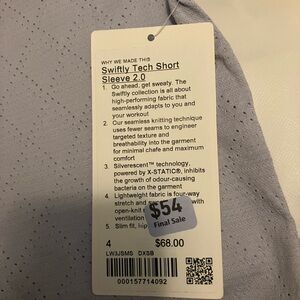 WHY WE MADE THIS
Swiftly Tech Short
Sleeve 2.0
1. Go ahead, get sweaty. The
Swiftly collection is all about
high-performing fabric that
seamlessly adapts to you and
your workout
2. Our seamless knitting technique
uses fewer seams to engineer
targeted texture and
breathability into the garment
for minimal chafe and maximum
comfort
3. Silverescent™ technology,
powered by X-STATIC®, inhibits
the growth of odour-causing
bacteria on the garment
4. Lightweight fabric is four-way
stretch and
open-knit
ventilation
5. Slim fit, hip
$54
Final Sale
4 $68.00
LW3JSMS DXSB
000157714092